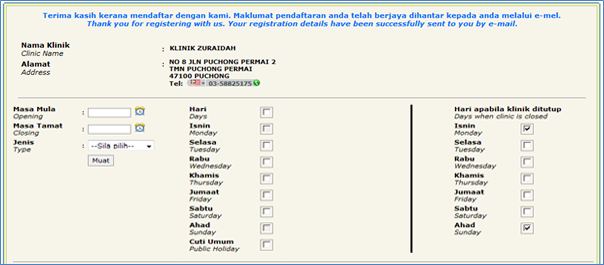 Terima kasih kerana mendaftar dengan kami. Maklumat pendaftaran anda telah berjaya dihantar kepada anda melalui e-mel.
Thank you for registering with us. Your registration details have been successfully sent to you by e-mail.
Nama Klinik : KLINIK ZURAIDAH
Clinic Name
Alamat : NO 8 JLN PUCHONG PERMAI 2
Address
TMN PUCHONG PERMAI
47100 PUCHONG
Tel: 03-58825175
Masa Mula :
Opening
Masa Tamat :
Closing
Jenis : --Sila pilih--
Type
Muat
Hari
Days
Isnin
Monday
Selasa
Tuesday
Rabu
Wednesday
Khamis
Thursday
Jumaat
Friday
Sabtu
Saturday
Ahad
Sunday
Cuti Umum
Public Holiday
Hari apabila klinik ditutup
Days when clinic is closed
Isnin
Monday
Selasa
Tuesday
Rabu
Wednesday
Khamis
Thursday
Jumaat
Friday
Sabtu
Saturday
Ahad
Sunday